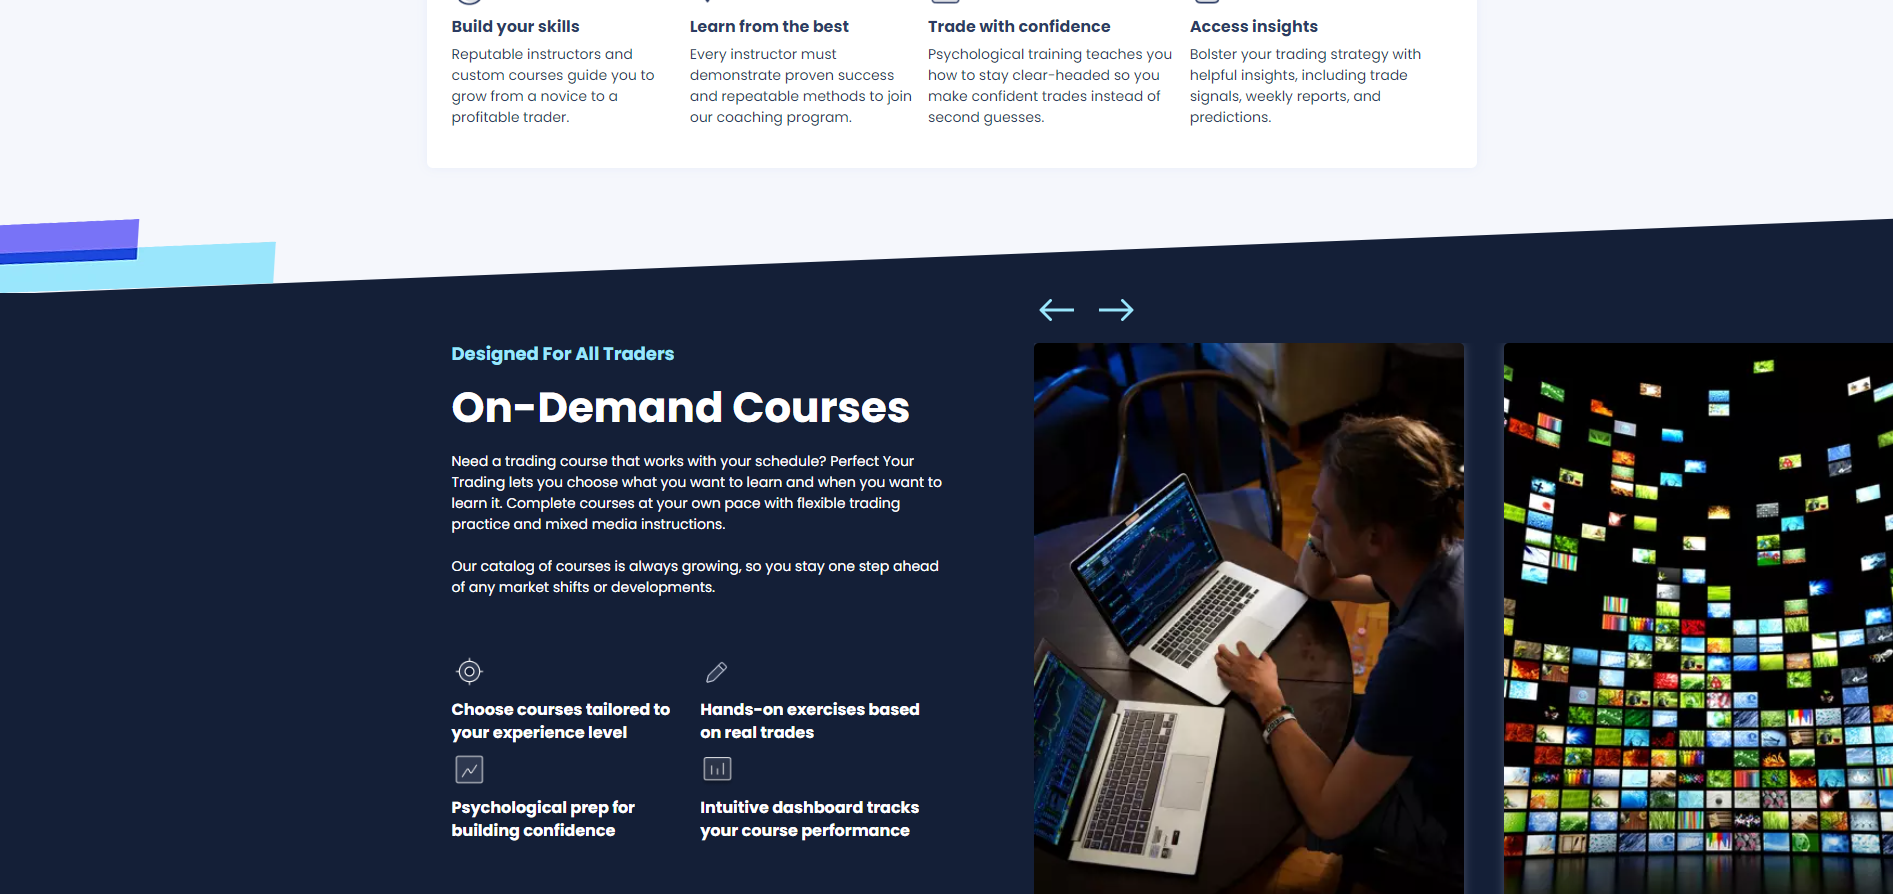 Build your skills
Reputable instructors and
custom courses guide you to
grow from a novice to a
profitable trader.
Learn from the best
Every instructor must
demonstrate proven success
and repeatable methods to join
our coaching program.
Trade with confidence
Psychological training teaches you
how to stay clear-headed so you
make confident trades instead of
second guesses.
Access insights
Bolster your trading strategy with
helpful insights, including trade
signals, weekly reports, and
predictions.
Designed For All Traders
On-Demand Courses
Need a trading course that works with your schedule? Perfect Your
Trading lets you choose what you want to learn and when you want to
learn it. Complete courses at your own pace with flexible trading
practice and mixed media instructions.
Our catalog of courses is always growing, so you stay one step ahead
of any market shifts or developments.
Choose courses tailored to
your experience level
Hands-on exercises based
on real trades
Psychological prep for
building confidence
Intuitive dashboard tracks
your course performance